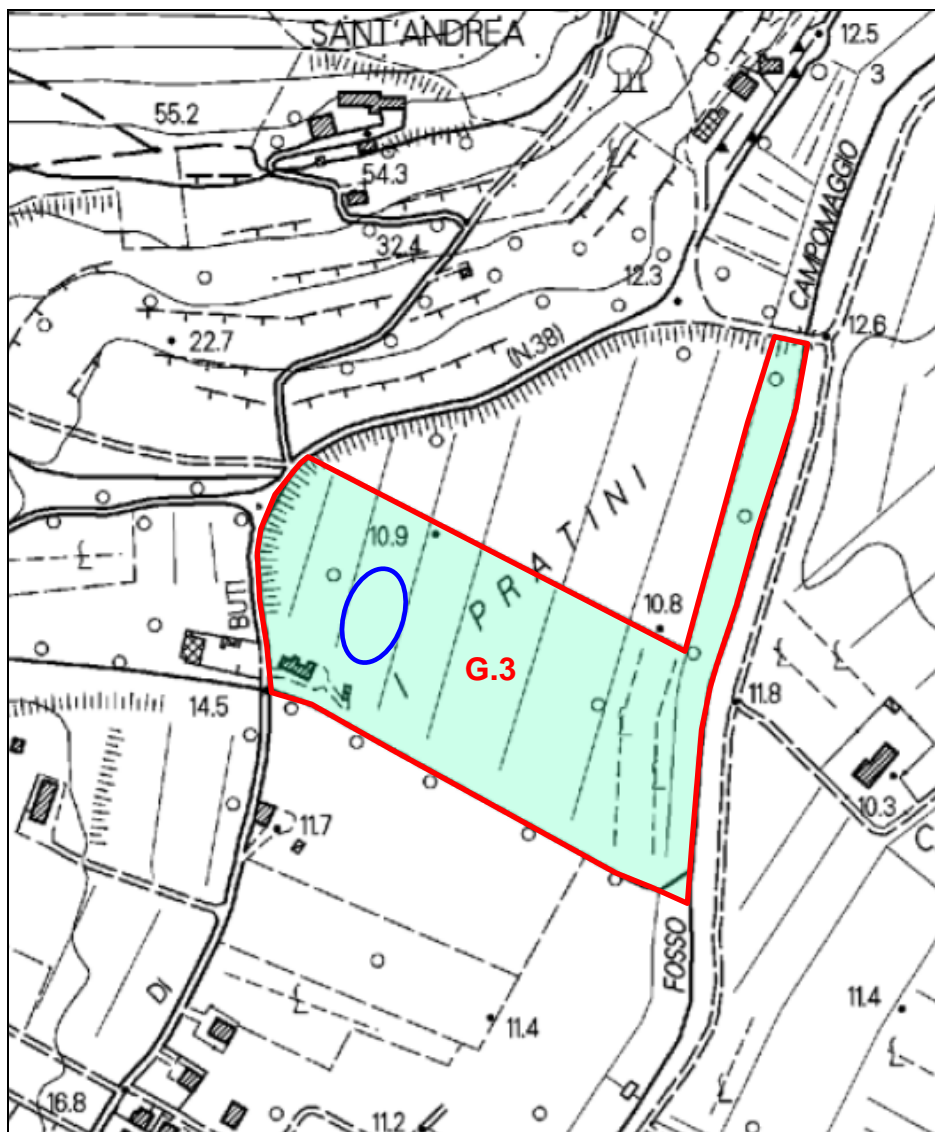 SANT'ANDREA
12.5
3
55.2
54.3
CAMPOMAGGIO
32.4
12.3
12.6
22.7
(N.38)
PRATINI
10.9
BUTI
10.8
G.3
14.5
11.8
10.3
11.7
C
FOSSO
DI
11.4
11.4
16.8
11.2